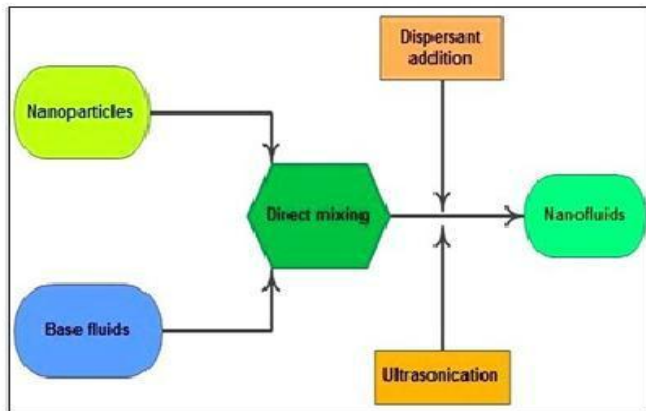 Dispersant
addition
Nanoparticles
Direct mixing
Nanofluids
Base fluids
Ultrasonication